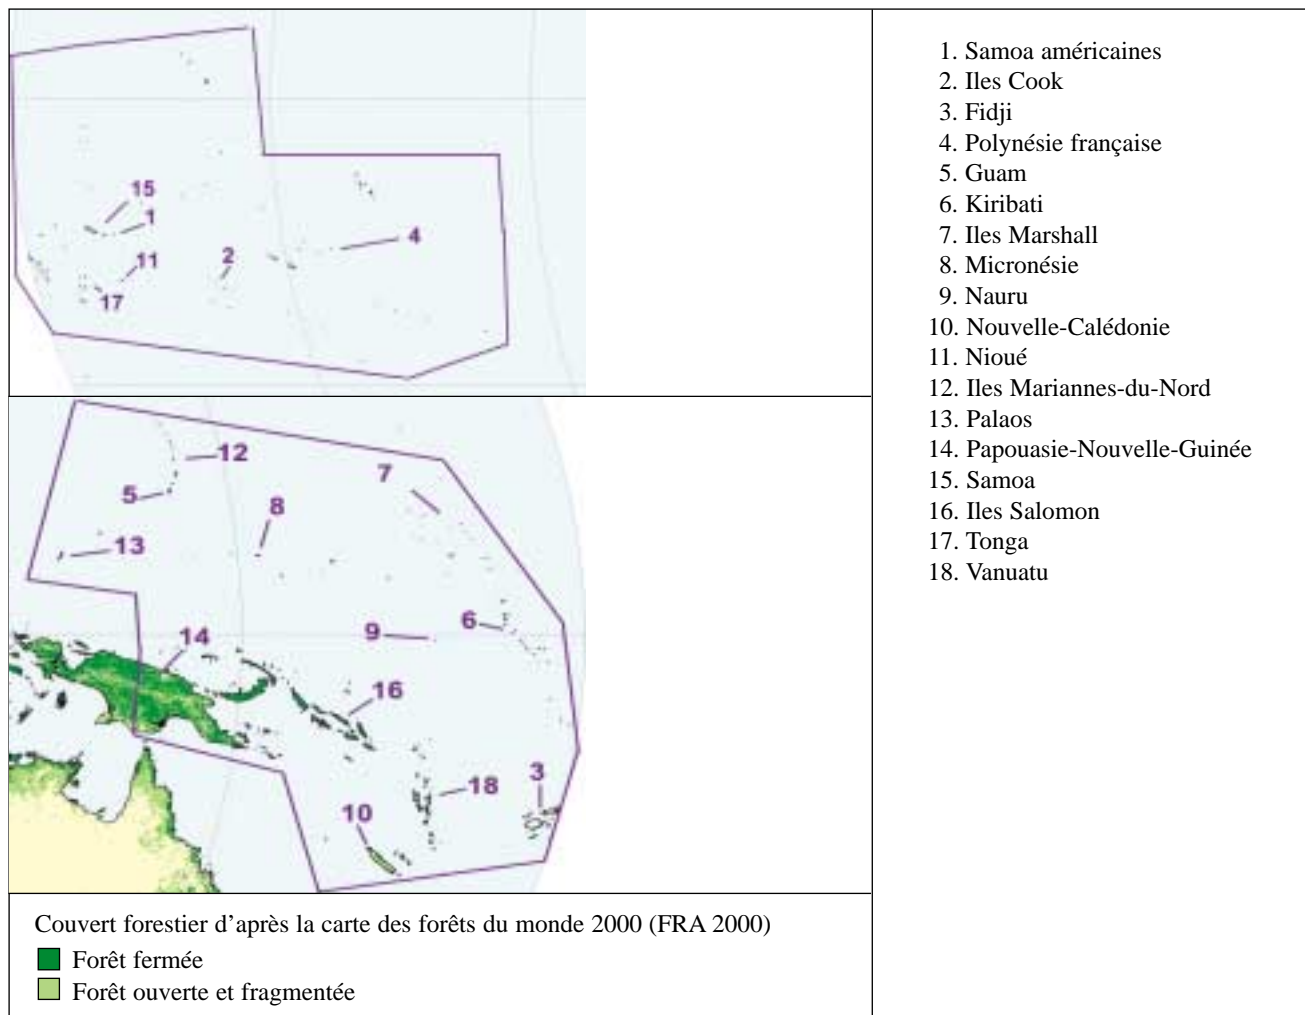 15
1
11
2
4
17
12
7
5
8
13
6
9
14
16
18
3
10
1. Samoa américaines
2. Iles Cook
3. Fidji
4. Polynésie française
5. Guam
6. Kiribati
7. Iles Marshall
8. Micronésie
9. Nauru
10. Nouvelle-Calédonie
11. Nioué
12. Iles Mariannes-du-Nord
13. Palaos
14. Papouasie-Nouvelle-Guinée
15. Samoa
16. Iles Salomon
17. Tonga
18. Vanuatu
Couvert forestier d'après la carte des forêts du monde 2000 (FRA 2000)
Forêt fermée
Forêt ouverte et fragmentée